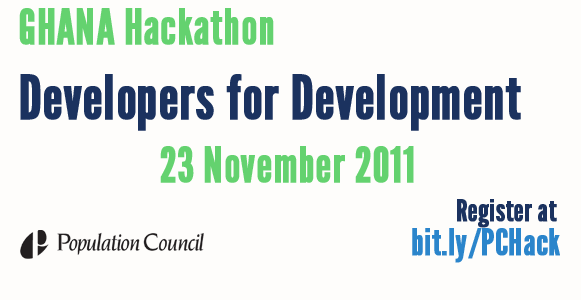 GHANA Hackathon
Developers for Development
23 November 2011
Register at
bit.ly/PCHack
Population Council